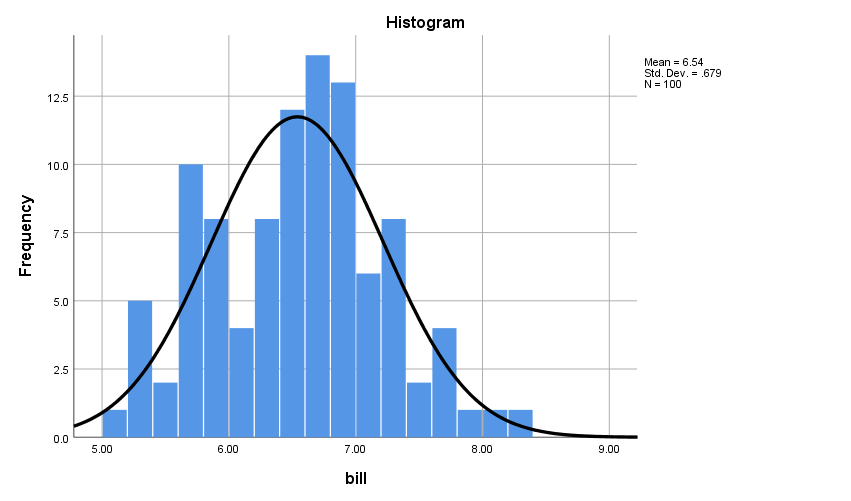 Histogram
Mean = 6.54
Std. Dev. = .679
N = 100
Frequency
12.5
10.0
7.5
5.0
2.5
0.0
5.00 6.00 7.00 8.00 9.00
bill